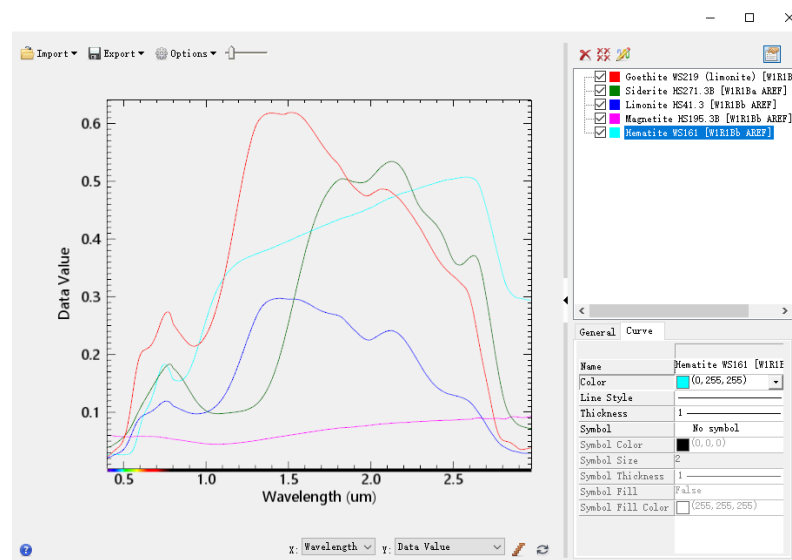 Import Export Options
Goethite WS219 (limonite) [W1R1B
Siderite HS271.3B [W1R1Ba AREF]
Limonite HS41.3 [W1R1Bb AREF]
Magnetite HS195.3B [W1R1Bb AREF]
Hematite WS161 [W1R1Bb AREF]
0.6
0.5
0.4
0.3
0.2
0.1
Data Value
0.5 1.0 1.5 2.0 2.5
Wavelength (um)
X: Wavelength Y: Data Value
General Curve
Name Hematite WS161 [W1R1B
Color (0,255,255)
Line Style
Thickness 1
Symbol No symbol
Symbol Color (0,0,0)
Symbol Size 2
Symbol Thickness 1
Symbol Fill False
Symbol Fill Color (255,255,255)